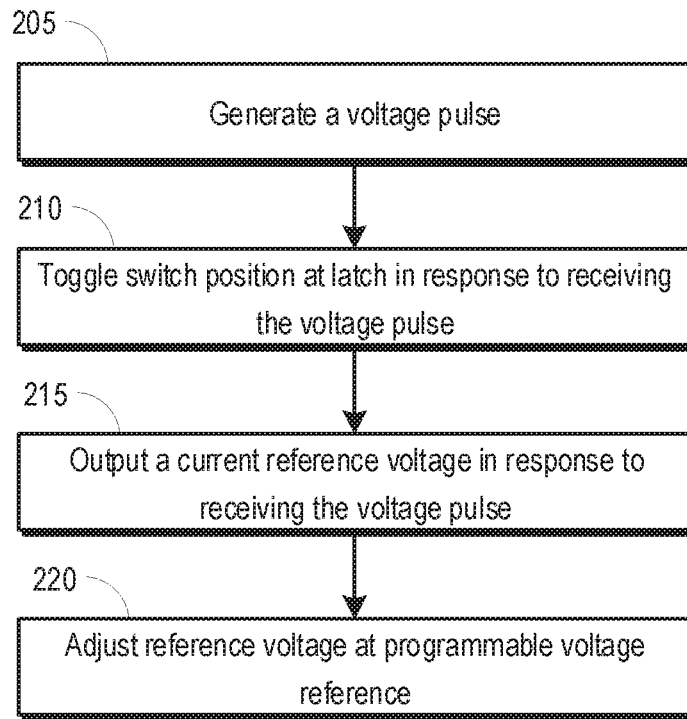 205
Generate a voltage pulse
210
Toggle switch position at latch in response to receiving
the voltage pulse
215
Output a current reference voltage in response to
receiving the voltage pulse
220
Adjust reference voltage at programmable voltage
reference